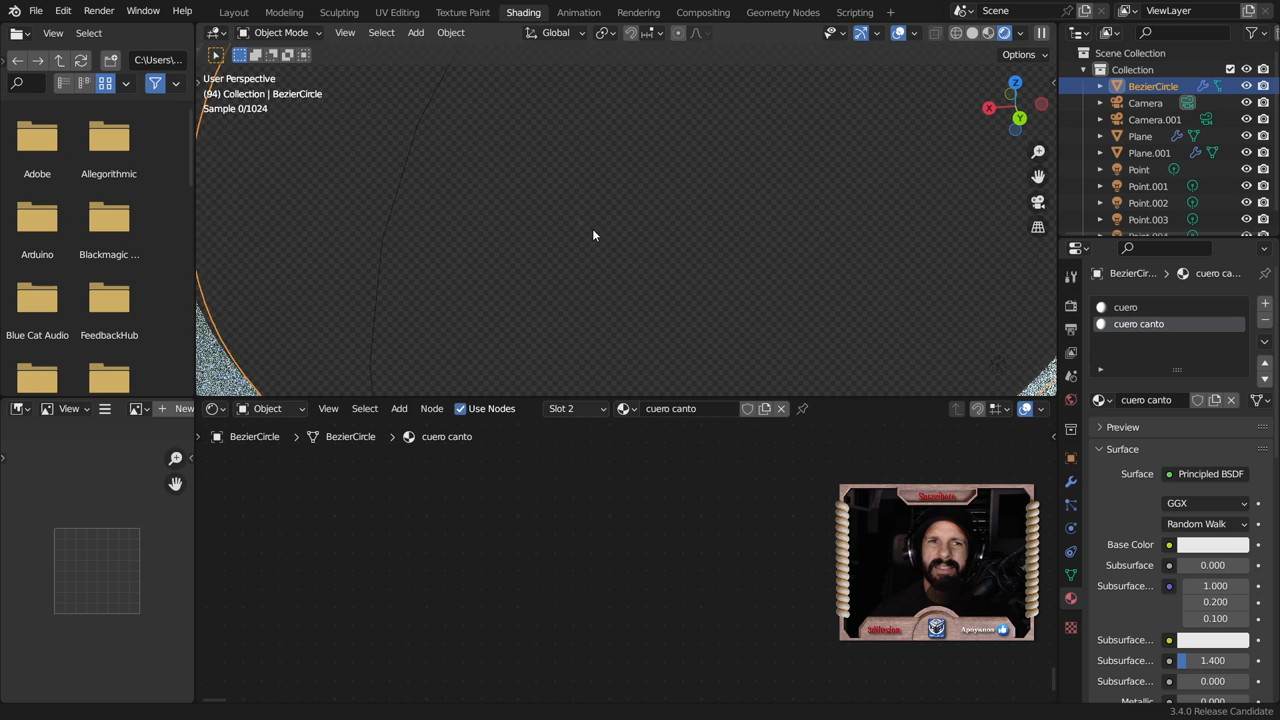 File Edit Render Window Help
Layout Modeling Sculpting UV Editing Texture Paint Shading Animation Rendering Compositing Geometry Nodes Scripting
Scene
ViewLayer
View Select
C:\Users\...
Object Mode
View Select Add Object
Global
Options
User Perspective
(94) Collection | BezierCircle
Sample 0/1024
Z
X
Y
Adobe
Allegorithmic
Arduino
Blackmagic ...
Blue Cat Audio
FeedbackHub
Scene Collection
Collection
BezierCircle
Camera
Camera.001
Plane
Plane.001
Point
Point.001
Point.002
Point.003
BezierCir...
cuero ca...
cuero
cuero canto
cuero canto
Preview
Surface
Surface
Principled BSDF
GGX
Random Walk
Base Color
Subsurface
0.000
Subsurface...
1.000
0.200
0.100
Subsurface...
Subsurface...
1.400
Subsurface...
0.000
Metallic
0.000
View
New
Object
View Select Add Node
Use Nodes
Slot 2
cuero canto
BezierCircle
BezierCircle
cuero canto
Apoyanos
3.4.0 Release Candidate